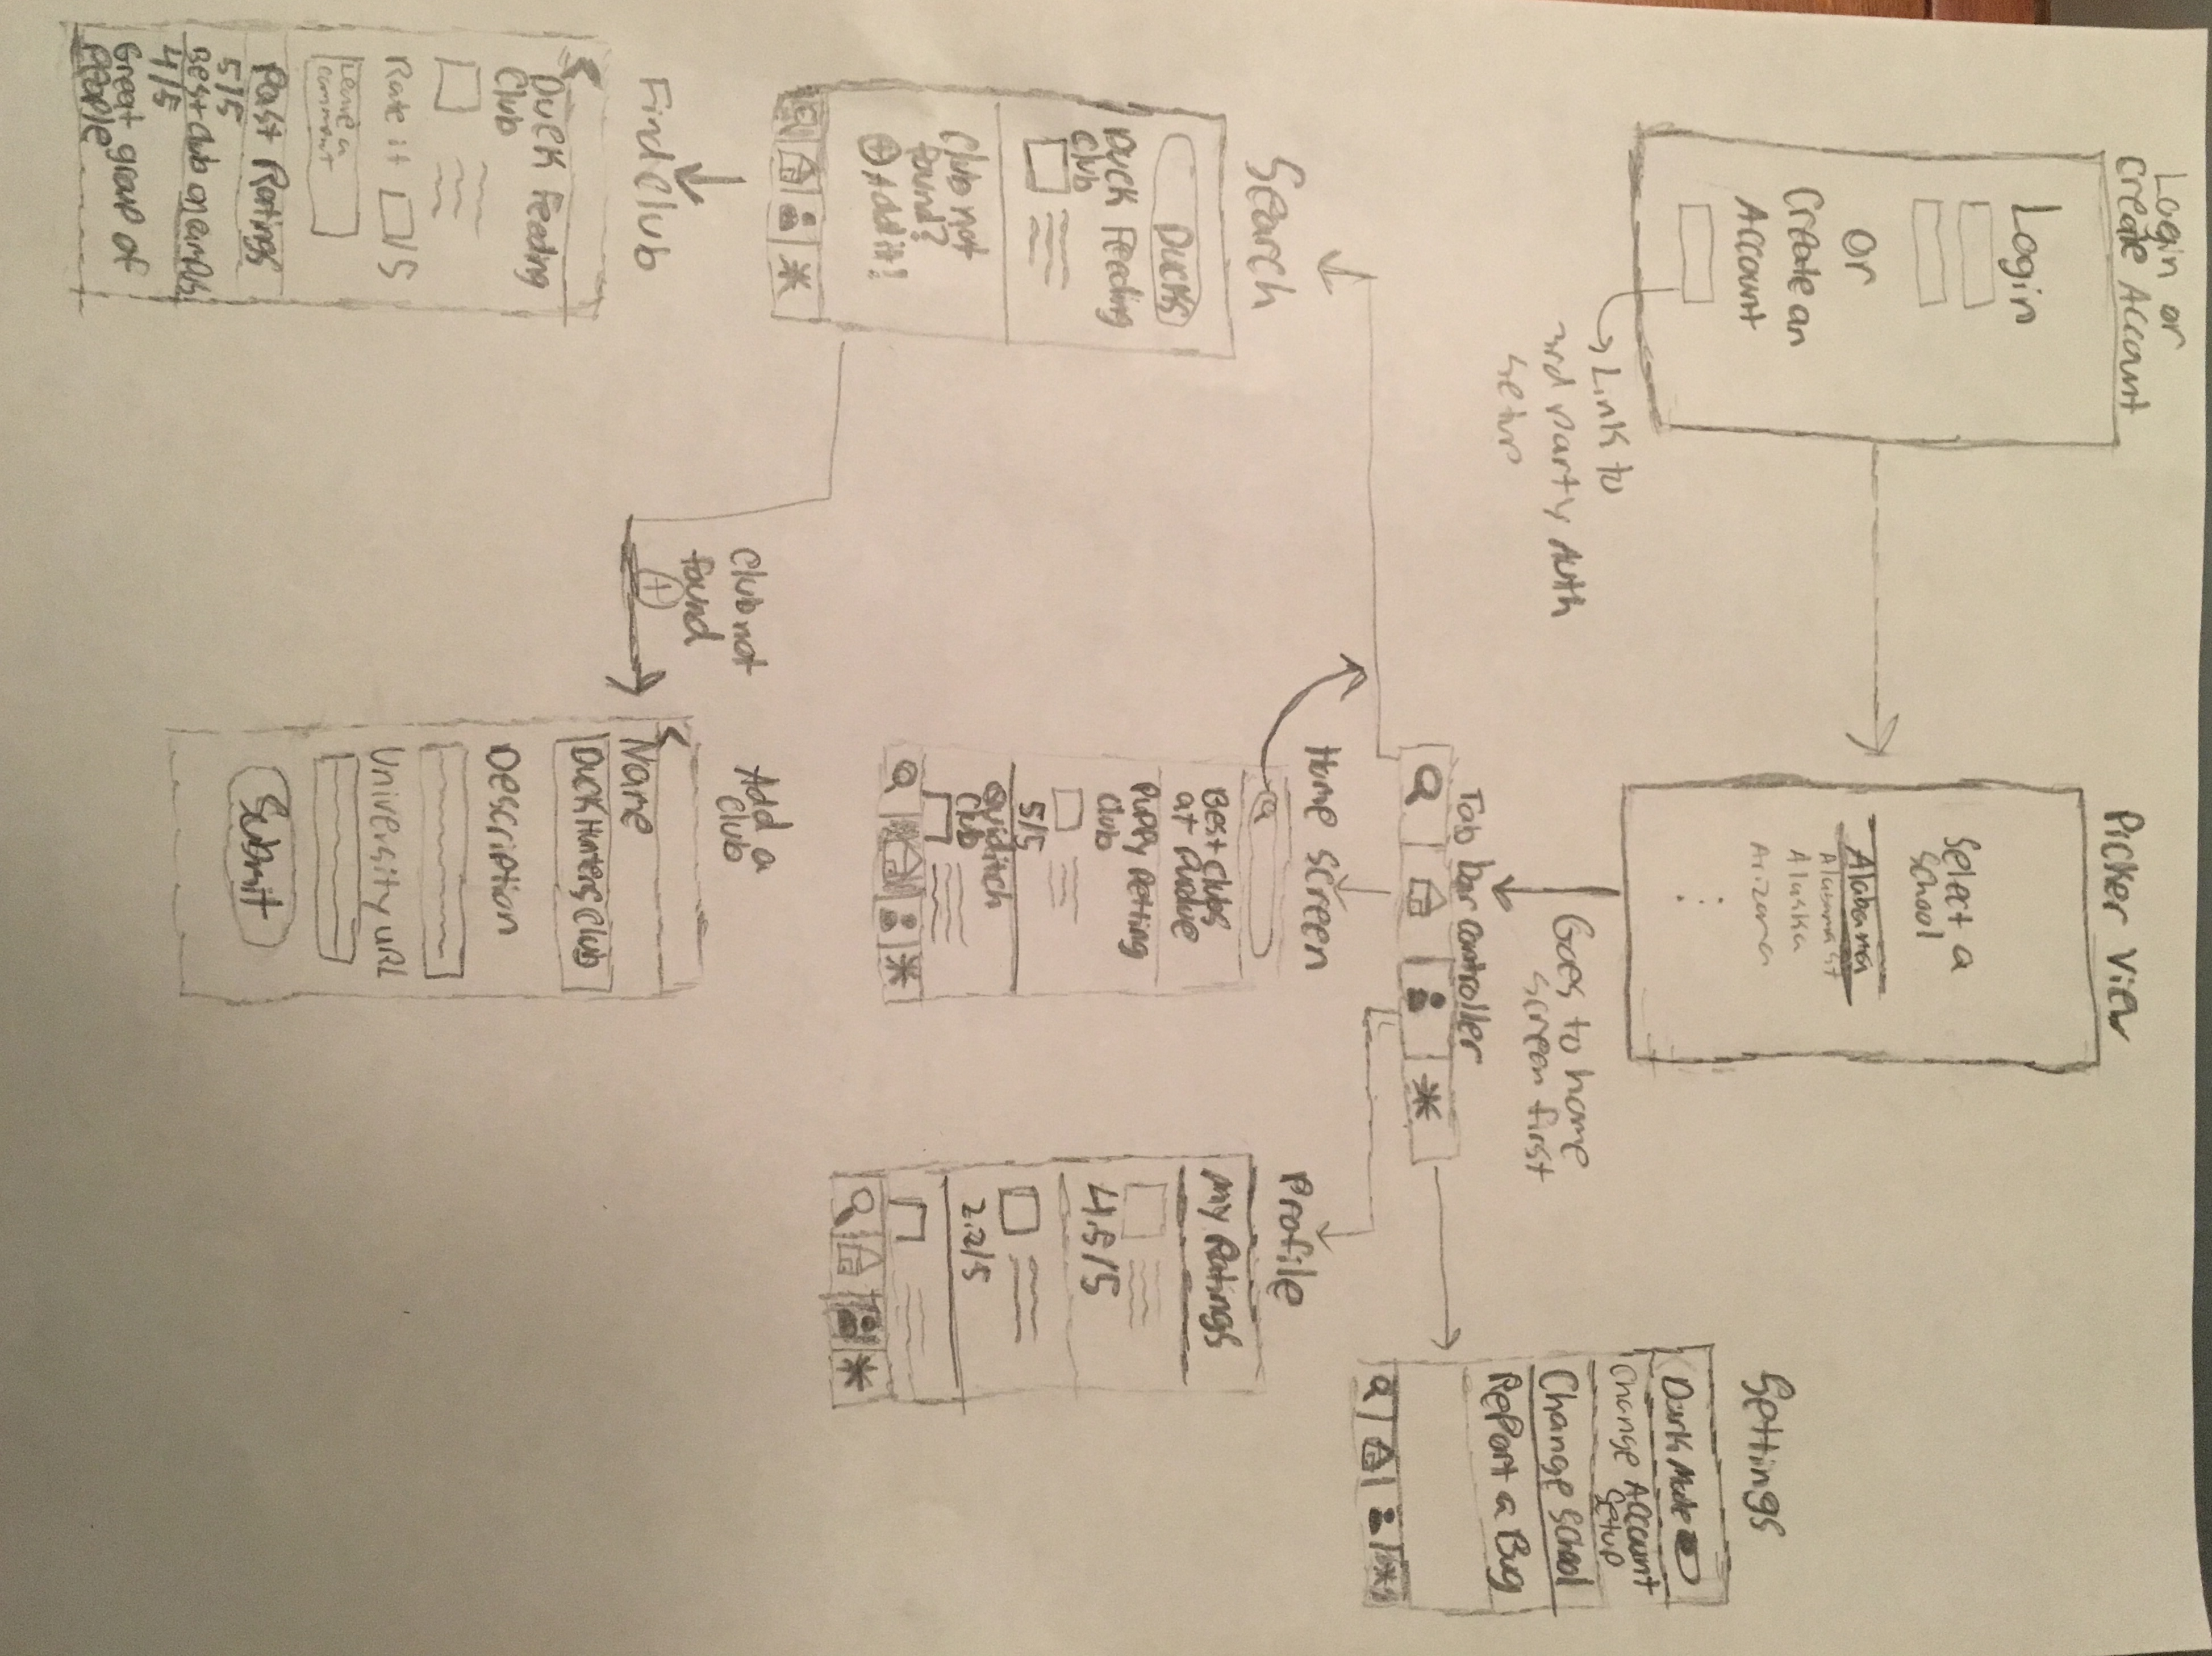 Login or
Create Account
Login
Or
Create an
Account
Link to
3rd party Auth
setup
Picker View
Select a
School
Alabama
Alabama st
Alaska
Arizona
Goes to home
screen first
Tab bar controller
Settings
Dark Mode
Change Account
Setup
Change School
Report a Bug
Search
Ducks
Duck Feeding
Club
Club not
found?
Add it!
Home screen
Best clubs
at Purdue
Puppy Petting
Club
5/5
Quidditch
Club
Profile
My Ratings
4.5/5
2.2/5
Find Club
Duck Feeding
Club
Rate it /5
Leave a
comment
Past Ratings
5/5
Best club on earth
4/5
Great group of
people
Club not
found
Add a
Club
Name
Duck Hunters Club
Description
University URL
Submit